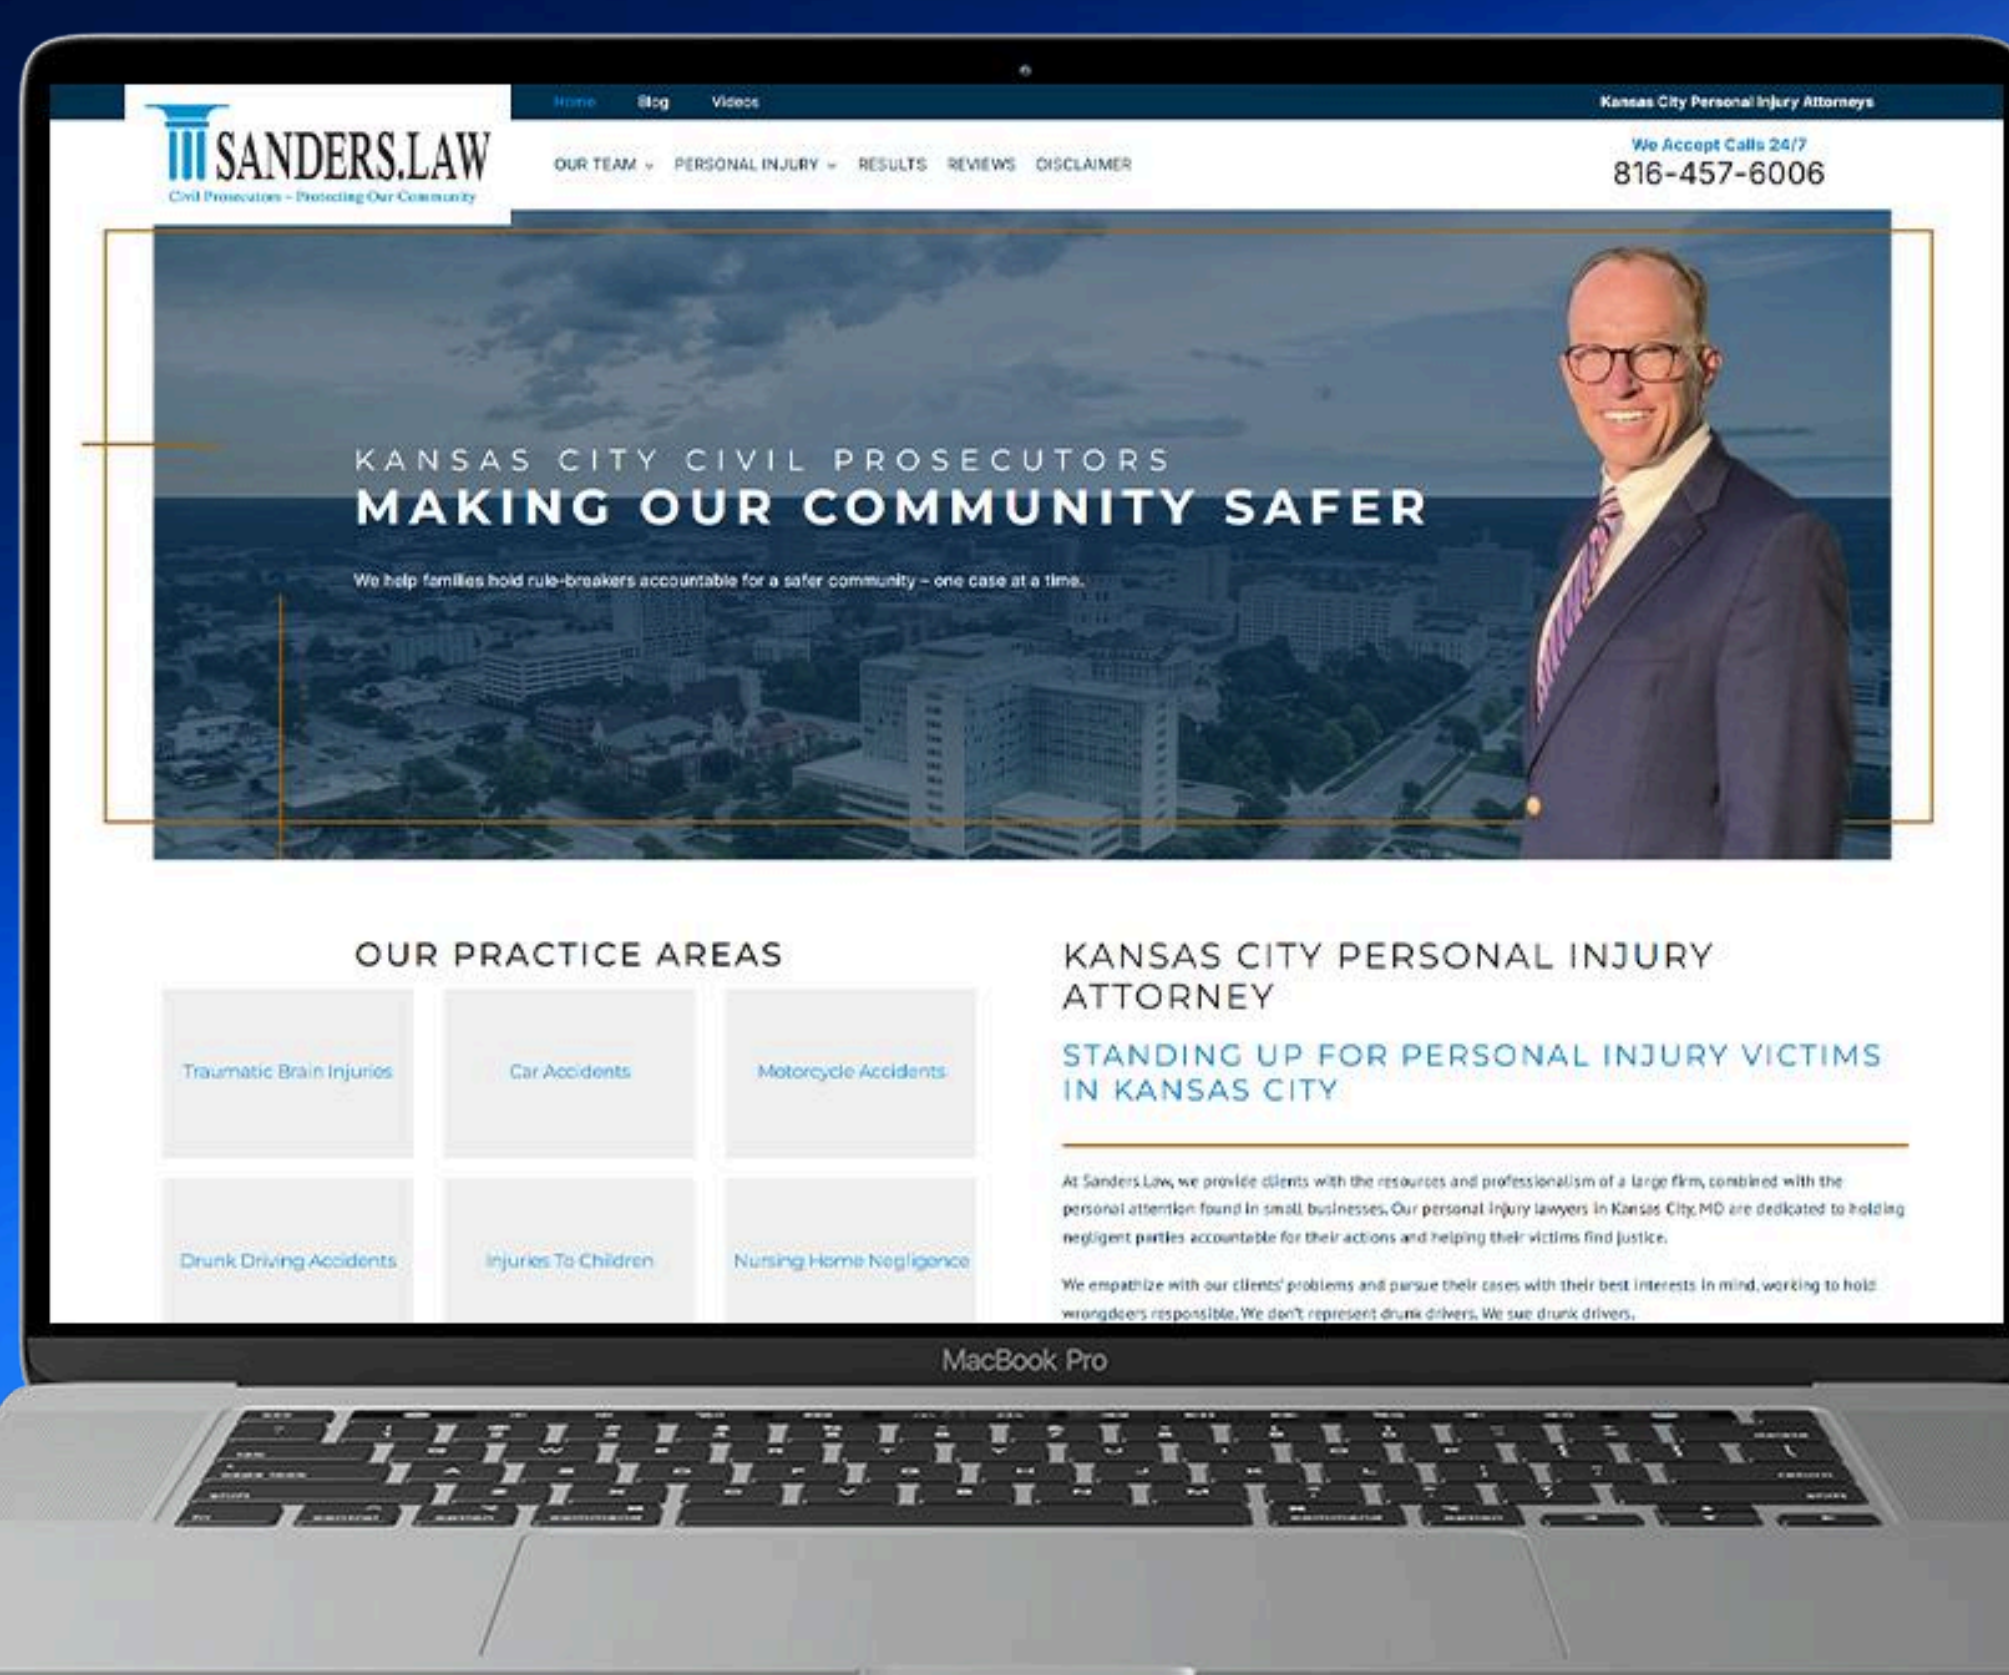 Home Blog Videos
Kansas City Personal Injury Attorneys
SANDERS.LAW
Civil Prosecutors – Protecting Our Community
OUR TEAM PERSONAL INJURY RESULTS REVIEWS DISCLAIMER
We Accept Calls 24/7
816-457-6006
KANSAS CITY CIVIL PROSECUTORS
MAKING OUR COMMUNITY SAFER
We help families hold rule-breakers accountable for a safer community – one case at a time.
OUR PRACTICE AREAS
Traumatic Brain Injuries
Car Accidents
Motorcycle Accidents
Drunk Driving Accidents
Injuries To Children
Nursing Home Negligence
KANSAS CITY PERSONAL INJURY
ATTORNEY
STANDING UP FOR PERSONAL INJURY VICTIMS
IN KANSAS CITY
At Sanders.Law, we provide clients with the resources and professionalism of a large firm, combined with the
personal attention found in small businesses. Our personal injury lawyers in Kansas City, MO are dedicated to holding
negligent parties accountable for their actions and helping their victims find justice.
We empathize with our clients' problems and pursue their cases with their best interests in mind, working to hold
wrongdoers responsible. We don't represent drunk drivers. We sue drunk drivers.
MacBook Pro